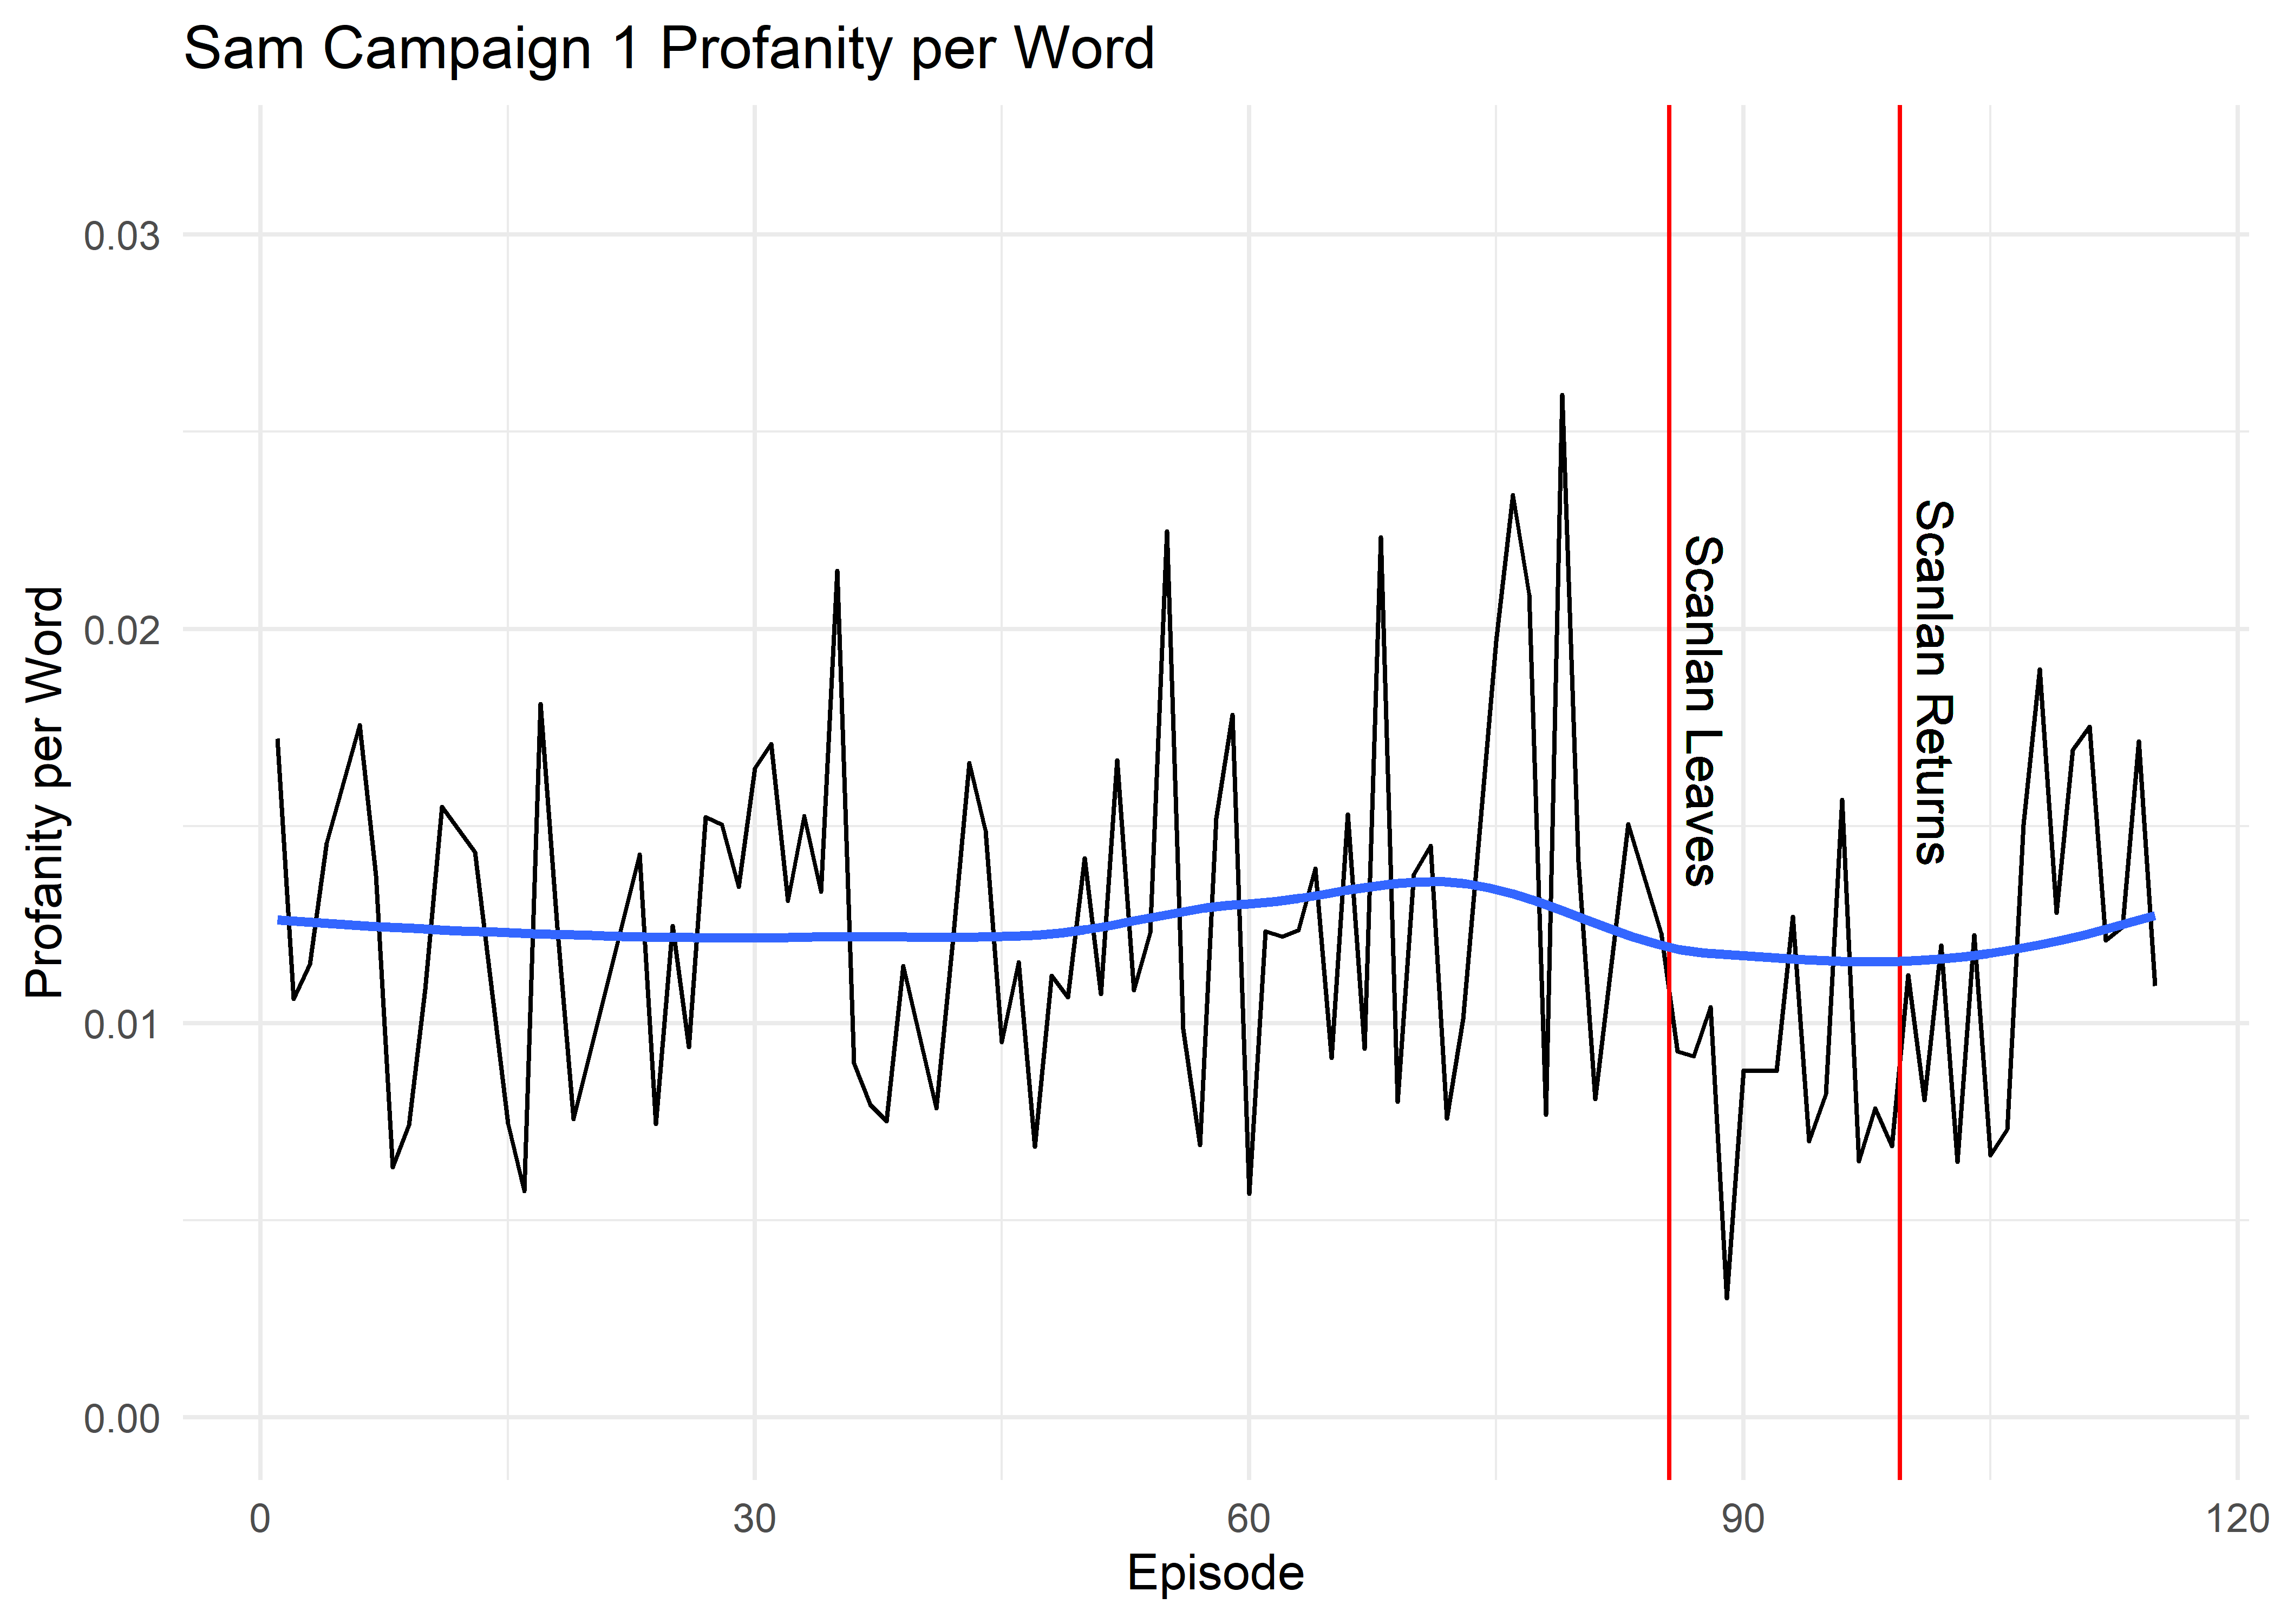 Sam Campaign 1 Profanity per Word
Profanity per Word
0.03
0.02
0.01
0.00
Scanlan Leaves
Scanlan Returns
0 30 60 90 120
Episode